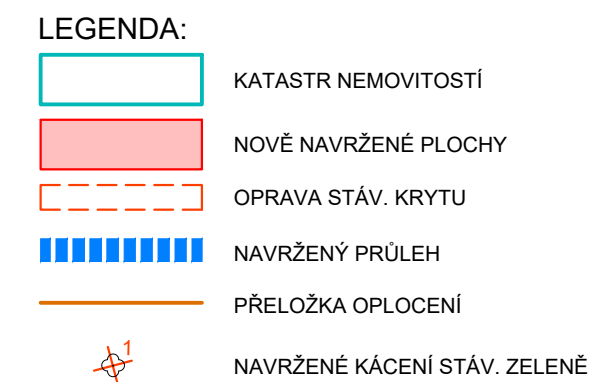 LEGENDA:
KATASTR NEMOVITOSTÍ
NOVĚ NAVRŽENÉ PLOCHY
OPRAVA STÁV. KRYTU
NAVRŽENÝ PRŮLEH
PŘELOŽKA OPLOCENÍ
1
NAVRŽENÉ KÁCENÍ STÁV. ZELENĚ